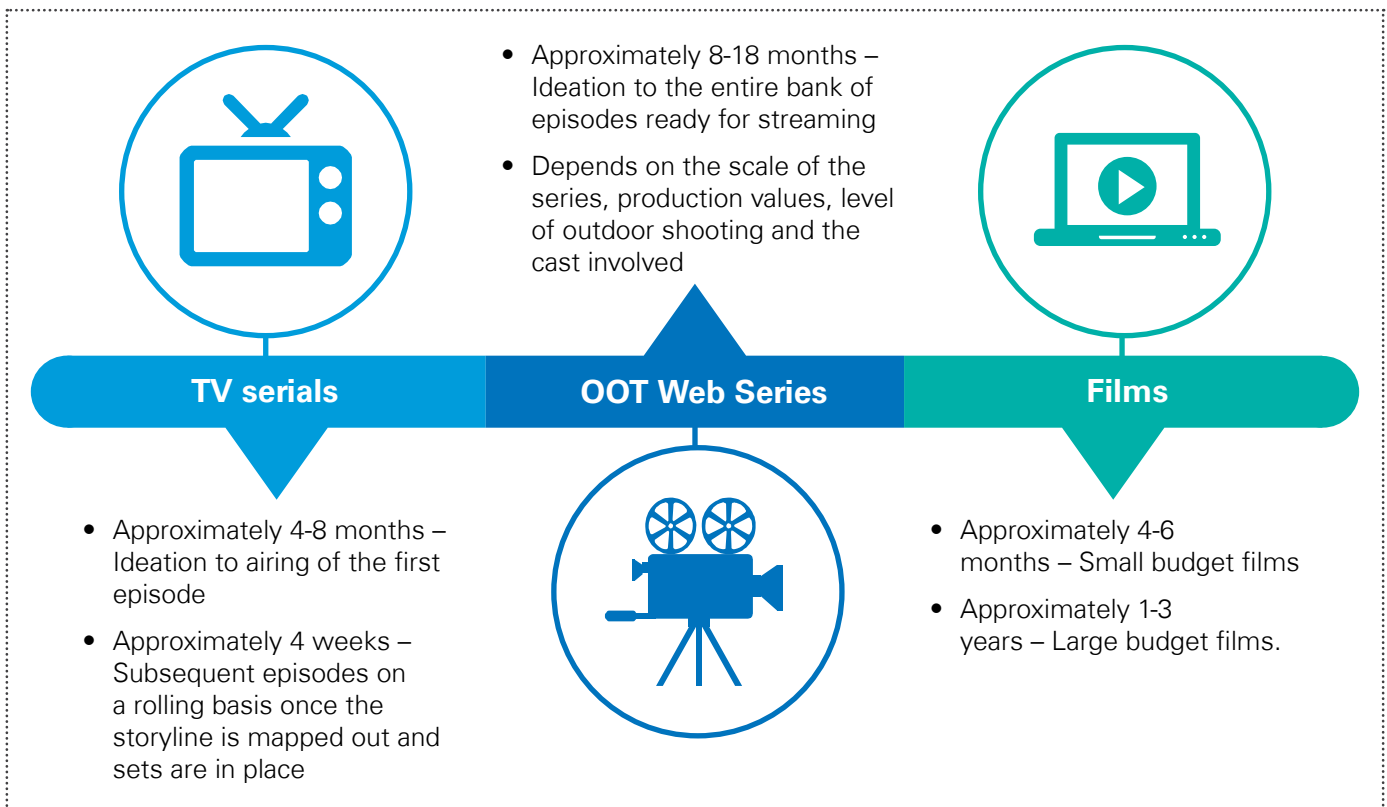 TV serials
• Approximately 4-8 months –
Ideation to airing of the first
episode
• Approximately 4 weeks –
Subsequent episodes on
a rolling basis once the
storyline is mapped out and
sets are in place
OOT Web Series
• Approximately 8-18 months –
Ideation to the entire bank of
episodes ready for streaming
• Depends on the scale of the
series, production values, level
of outdoor shooting and the
cast involved
Films
• Approximately 4-6
months – Small budget films
• Approximately 1-3
years – Large budget films.